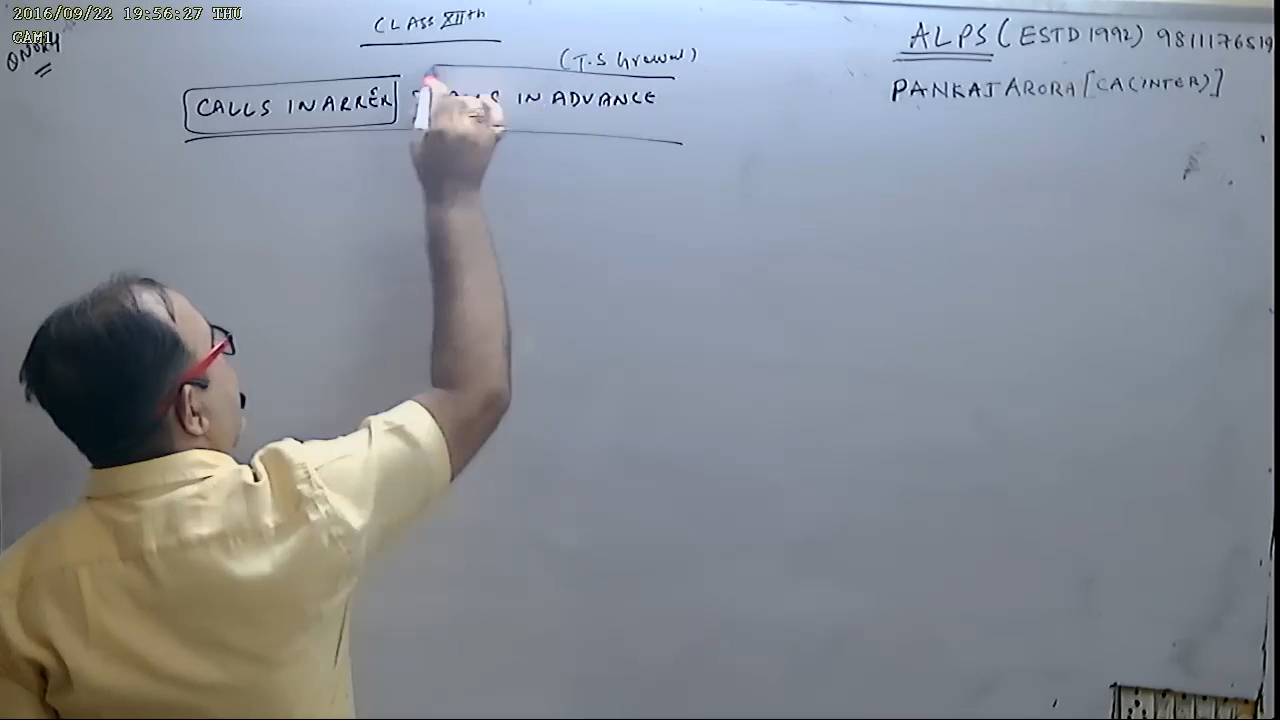 2016/09/22 19:56:27 THU
CAM1
CLASS XIIth
(T.S Grewal)
CALLS IN ARRER
IN ADVANCE
ALPS (ESTD 1992) 9811176519
PANKAJ ARORA [CA(INTER)]